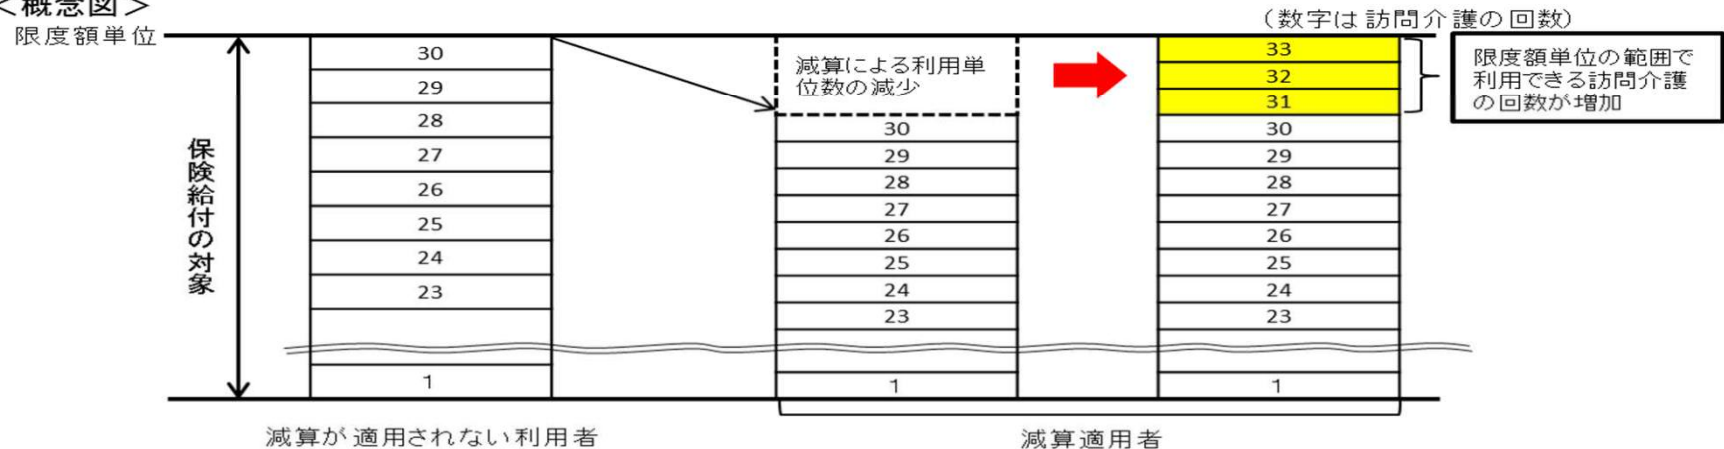 <概念図>
(数字は訪問介護の回数)
限度額単位
保険給付の対象
30
29
28
27
26
25
24
23
1
減算による利用単
位数の減少
30
29
28
27
26
25
24
23
1
33
32
31
30
29
28
27
26
25
24
23
1
限度額単位の範囲で
利用できる訪問介護
の回数が増加
減算が適用されない利用者
減算適用者